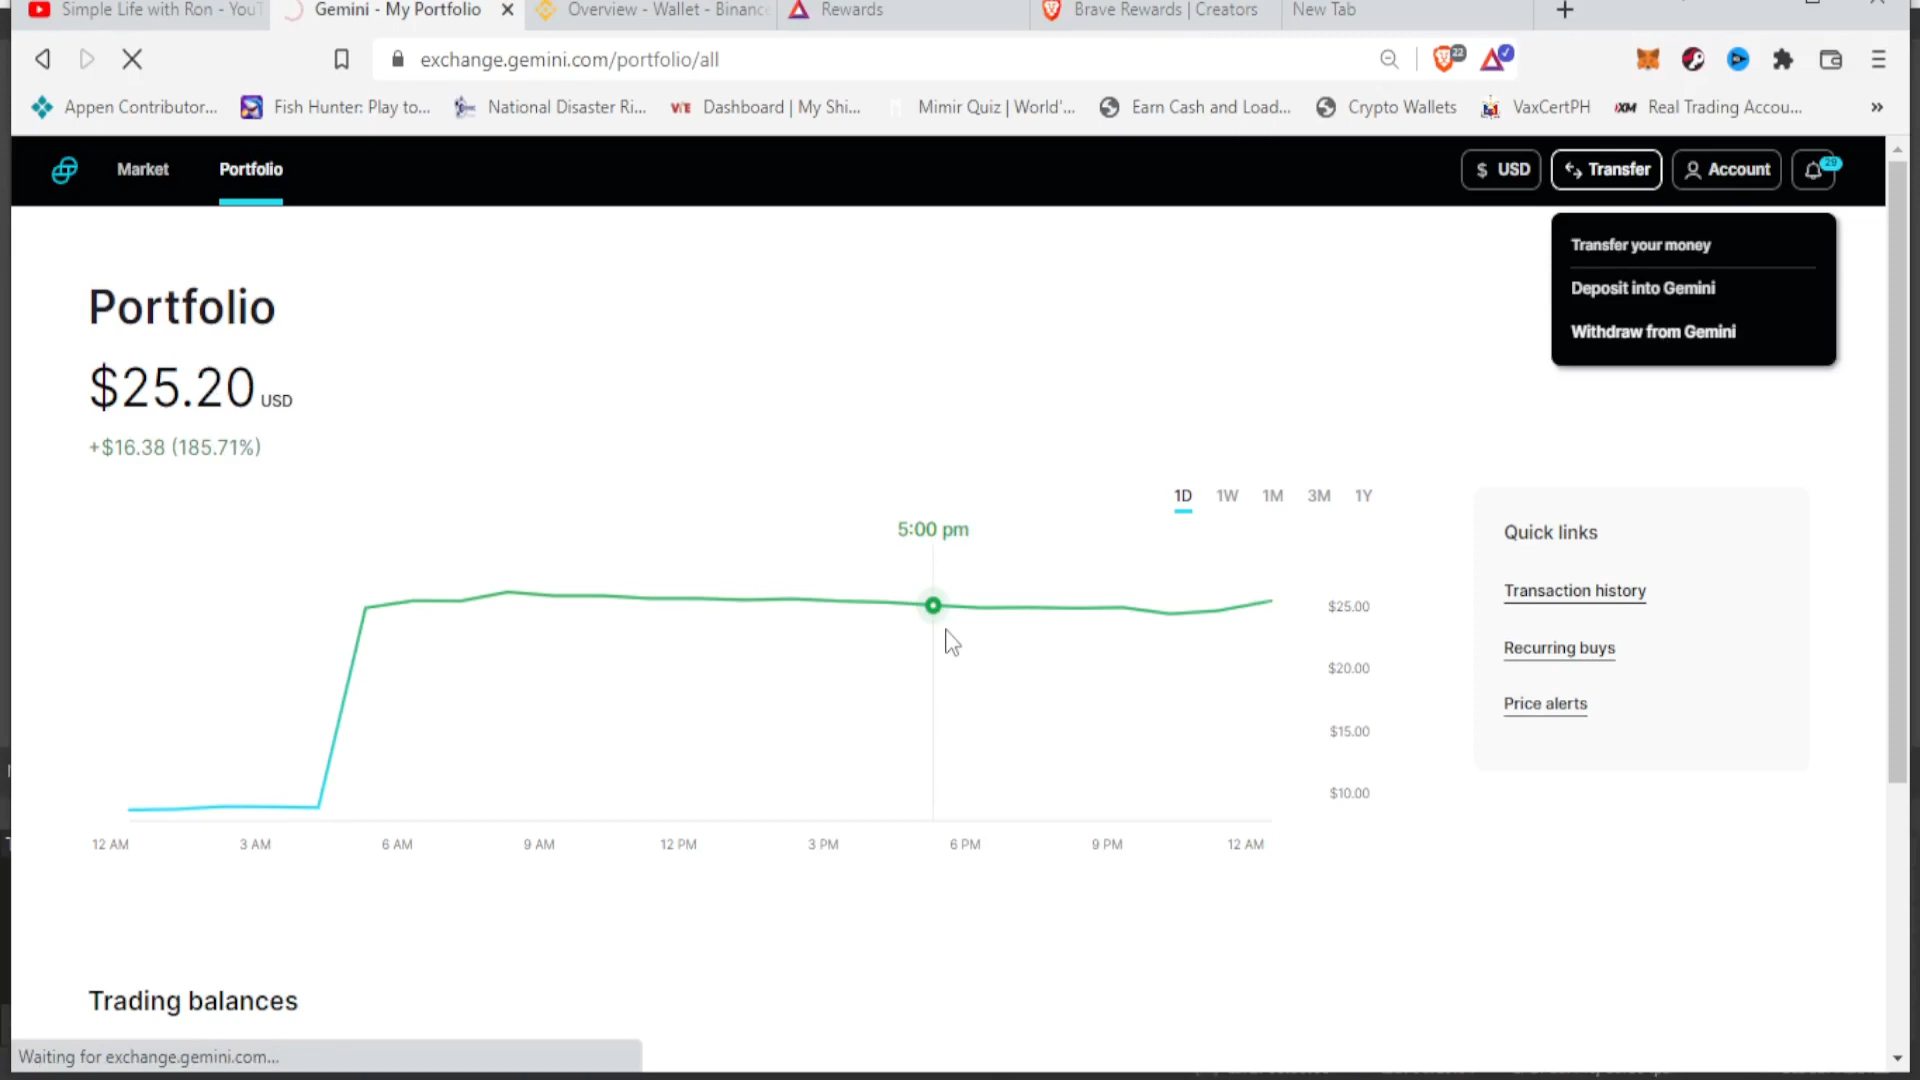 Simple Life with Ron - YouT
Gemini - My Portfolio
Overview - Wallet - Binance
Rewards
Brave Rewards | Creators
New Tab
exchange.gemini.com/portfolio/all
22
Appen Contributor...
Fish Hunter: Play to...
National Disaster Ri...
Dashboard | My Shi...
Mimir Quiz | World'...
Earn Cash and Load...
Crypto Wallets
VaxCertPH
XM
Real Trading Accou...
»
Market
Portfolio
$ USD
Transfer
Account
29
Transfer your money
Deposit into Gemini
Withdraw from Gemini
Portfolio
$25.20 USD
+$16.38 (185.71%)
1D 1W 1M 3M 1Y
5:00 pm
$25.00
$20.00
$15.00
$10.00
12 AM 3 AM 6 AM 9 AM 12 PM 3 PM 6 PM 9 PM 12 AM
Quick links
Transaction history
Recurring buys
Price alerts
Trading balances
Waiting for exchange.gemini.com...